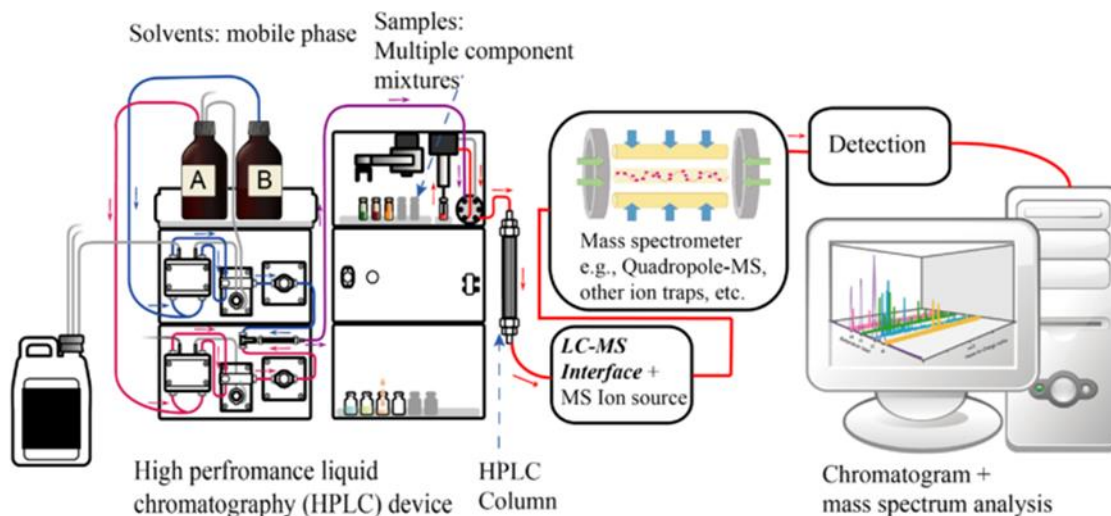 Solvents: mobile phase
Samples:
Multiple component
mixtures
A
B
Detection
Mass spectrometer
e.g., Quadropole-MS,
other ion traps, etc.
LC-MS
Interface +
MS Ion source
High perfromance liquid
chromatography (HPLC) device
HPLC
Column
Chromatogram +
mass spectrum analysis